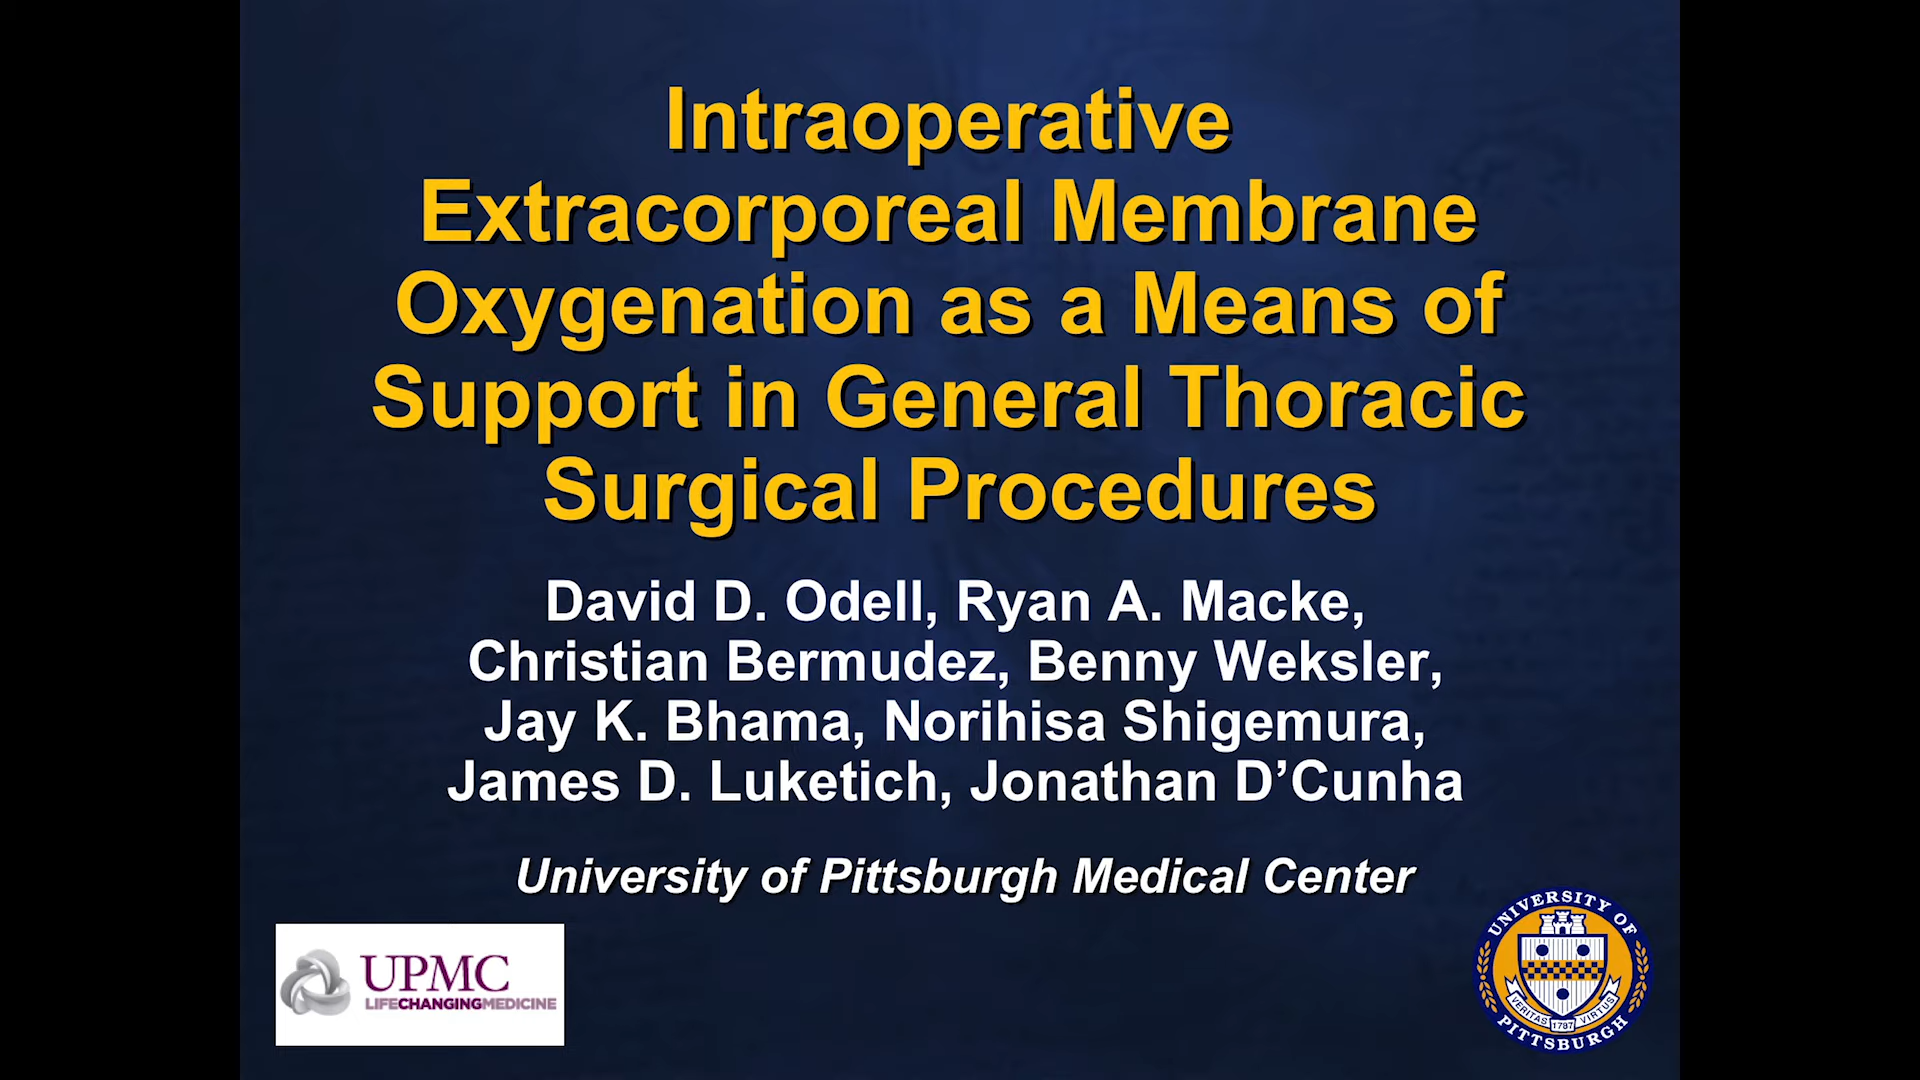 Intraoperative
Extracorporeal Membrane
Oxygenation as a Means of
Support in General Thoracic
Surgical Procedures
David D. Odell, Ryan A. Macke,
Christian Bermudez, Benny Weksler,
Jay K. Bhama, Norihisa Shigemura,
James D. Luketich, Jonathan D’Cunha
University of Pittsburgh Medical Center
UPMC
LIFECHANGINGMEDICINE
UNIVERSITY OF
VERITAS 1787 VIRTUS
PITTSBURGH